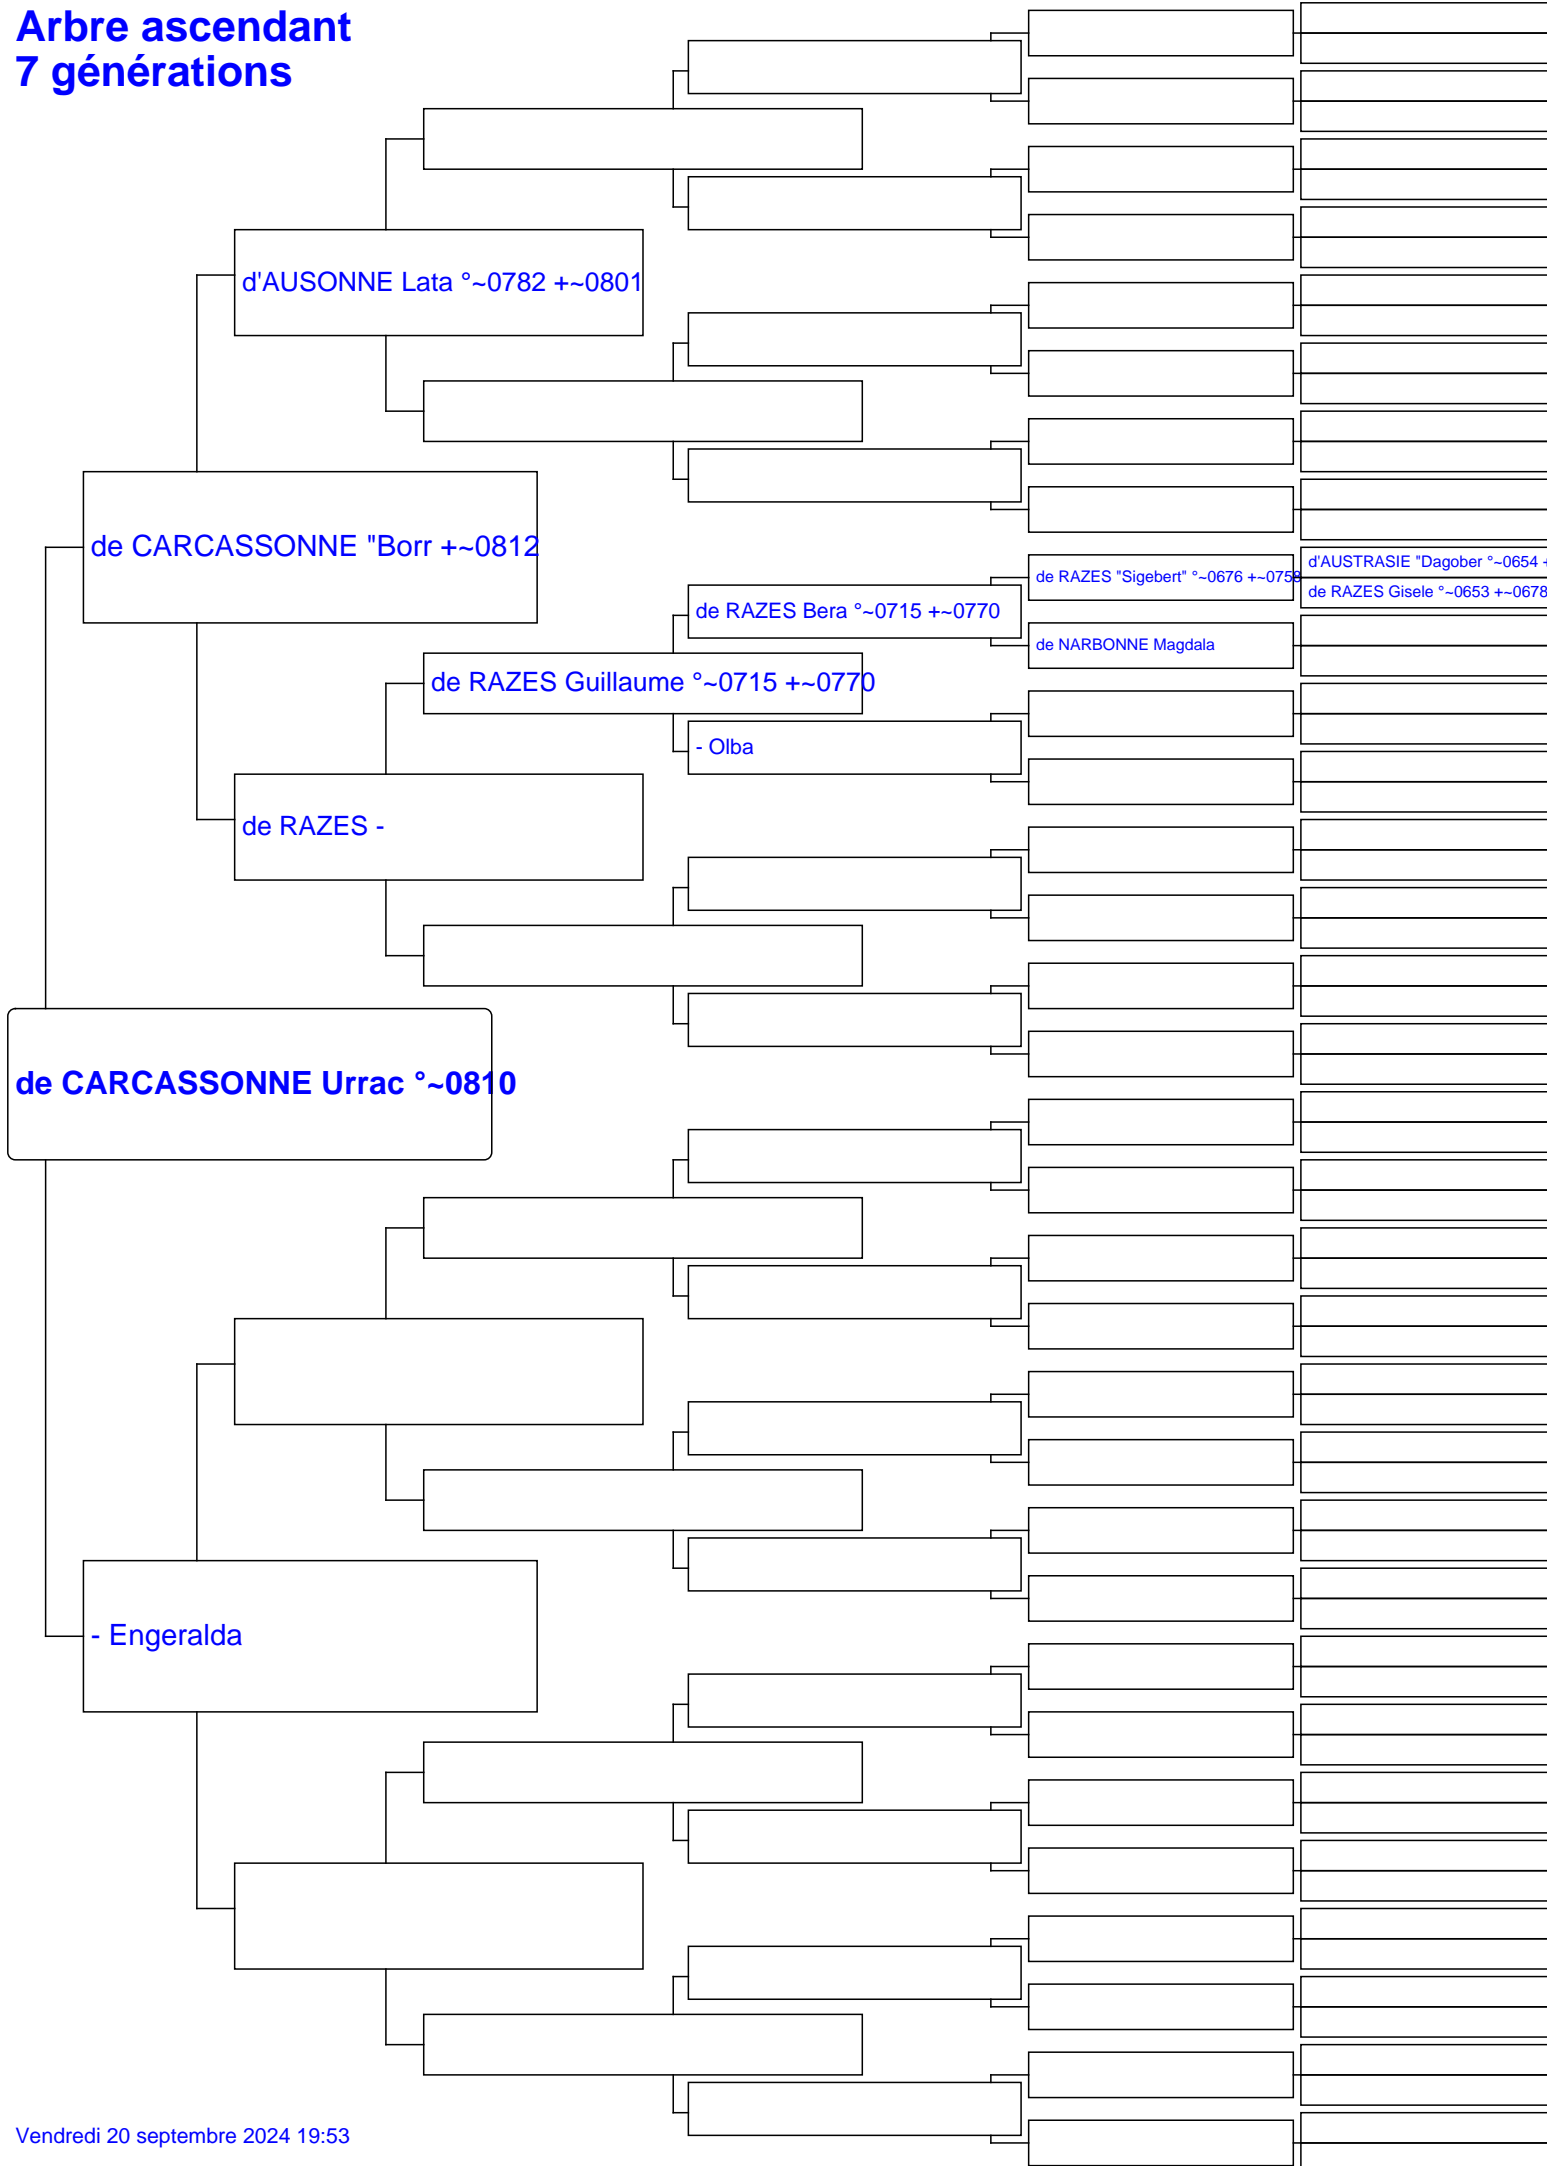 Arbre ascendant
7 générations
d'AUSONNE Lata °~0782 +~0801
de CARCASSONNE "Borr +~0812
d'AUSTRASIE "Dagober °~0654 +
de RAZES "Sigebert" °~0676 +~0758
de RAZES Gisele °~0653 +~0678
de RAZES Bera °~0715 +~0770
de NARBONNE Magdala
de RAZES Guillaume °~0715 +~0770
- Olba
de RAZES -
de CARCASSONNE Urrac °~0810
- Engeralda
Vendredi 20 septembre 2024 19:53